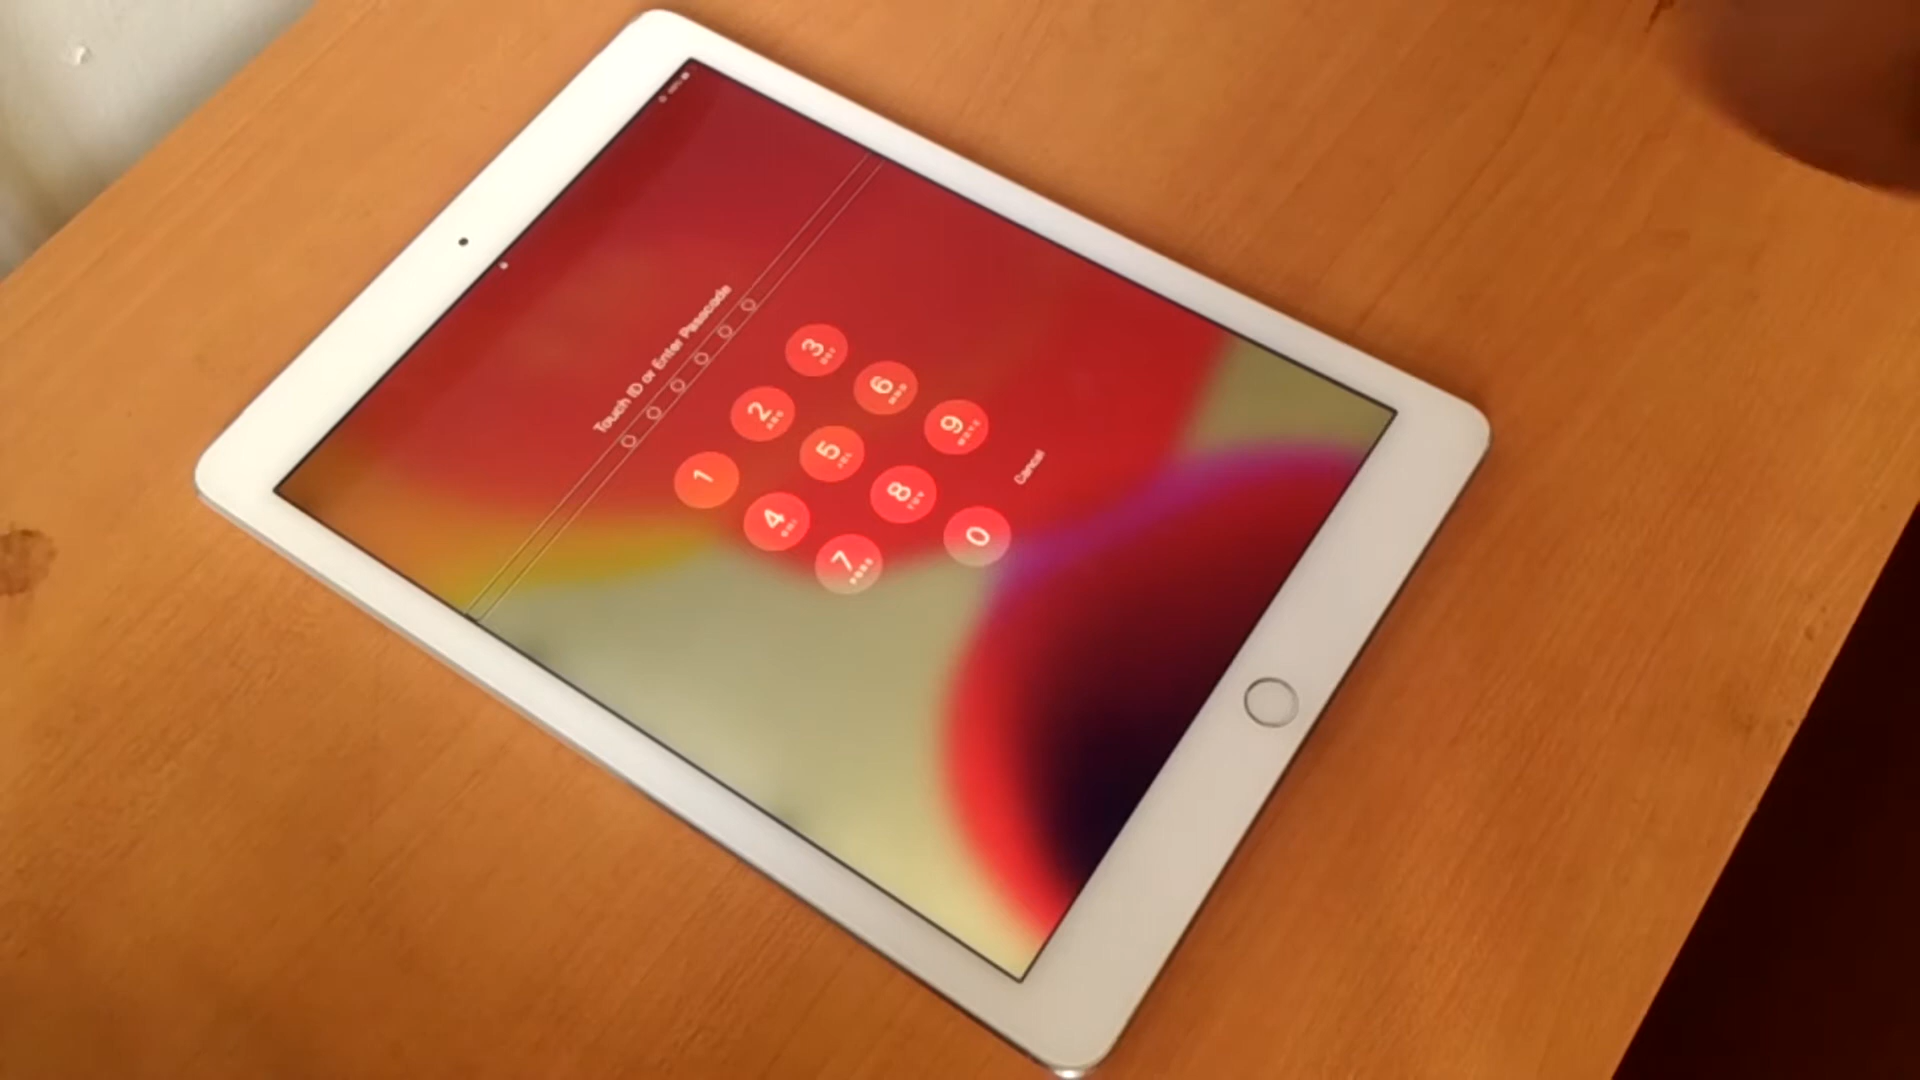 Touch ID or Enter Passcode
1
2 ABC
3 DEF
4 GHI
5 JKL
6 MNO
7 PQRS
8 TUV
9 WXYZ
0
Cancel